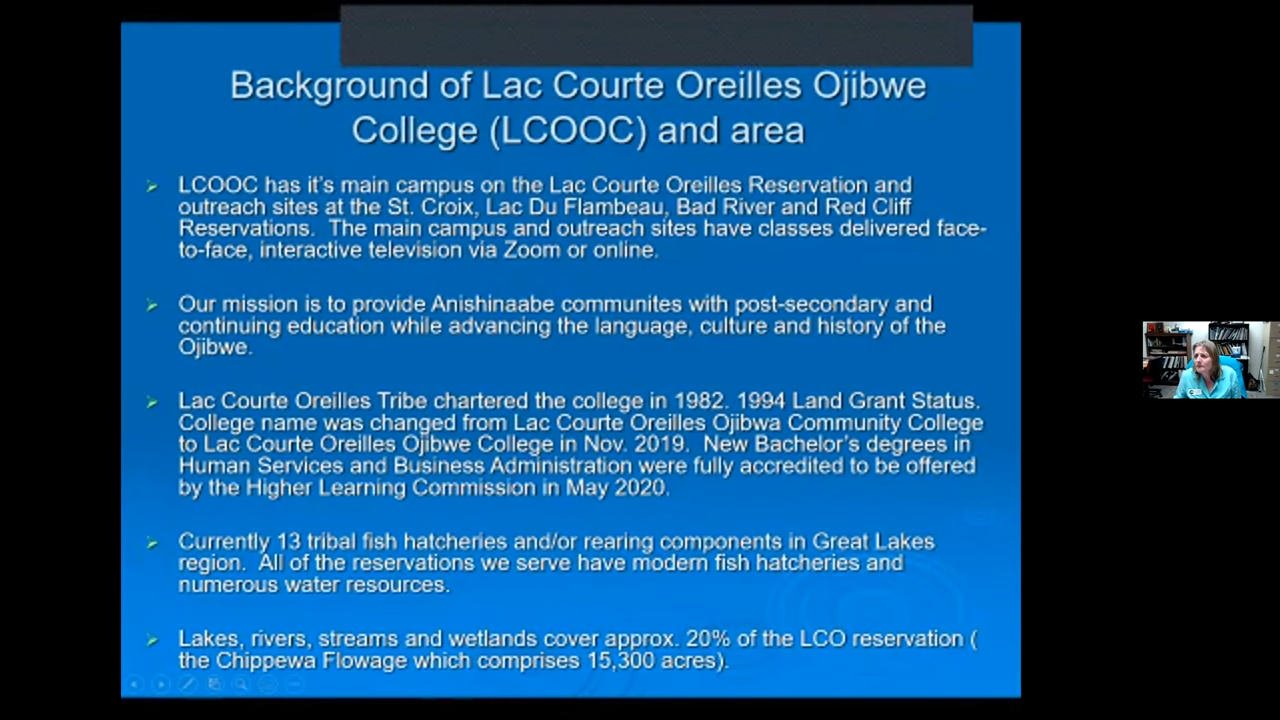 Background of Lac Courte Oreilles Ojibwe
College (LCOOC) and area
LCOOC has it's main campus on the Lac Courte Oreilles Reservation and
outreach sites at the St. Croix, Lac Du Flambeau, Bad River and Red Cliff
Reservations. The main campus and outreach sites have classes delivered face-
to-face, interactive television via Zoom or online.
Our mission is to provide Anishinaabe communites with post-secondary and
continuing education while advancing the language, culture and history of the
Ojibwe.
Lac Courte Oreilles Tribe chartered the college in 1982. 1994 Land Grant Status.
College name was changed from Lac Courte Oreilles Ojibwa Community College
to Lac Courte Oreilles Ojibwe College in Nov. 2019. New Bachelor's degrees in
Human Services and Business Administration were fully accredited to be offered
by the Higher Learning Commission in May 2020.
Currently 13 tribal fish hatcheries and/or rearing components in Great Lakes
region. All of the reservations we serve have modern fish hatcheries and
numerous water resources.
Lakes, rivers, streams and wetlands cover approx. 20% of the LCO reservation (
the Chippewa Flowage which comprises 15,300 acres).